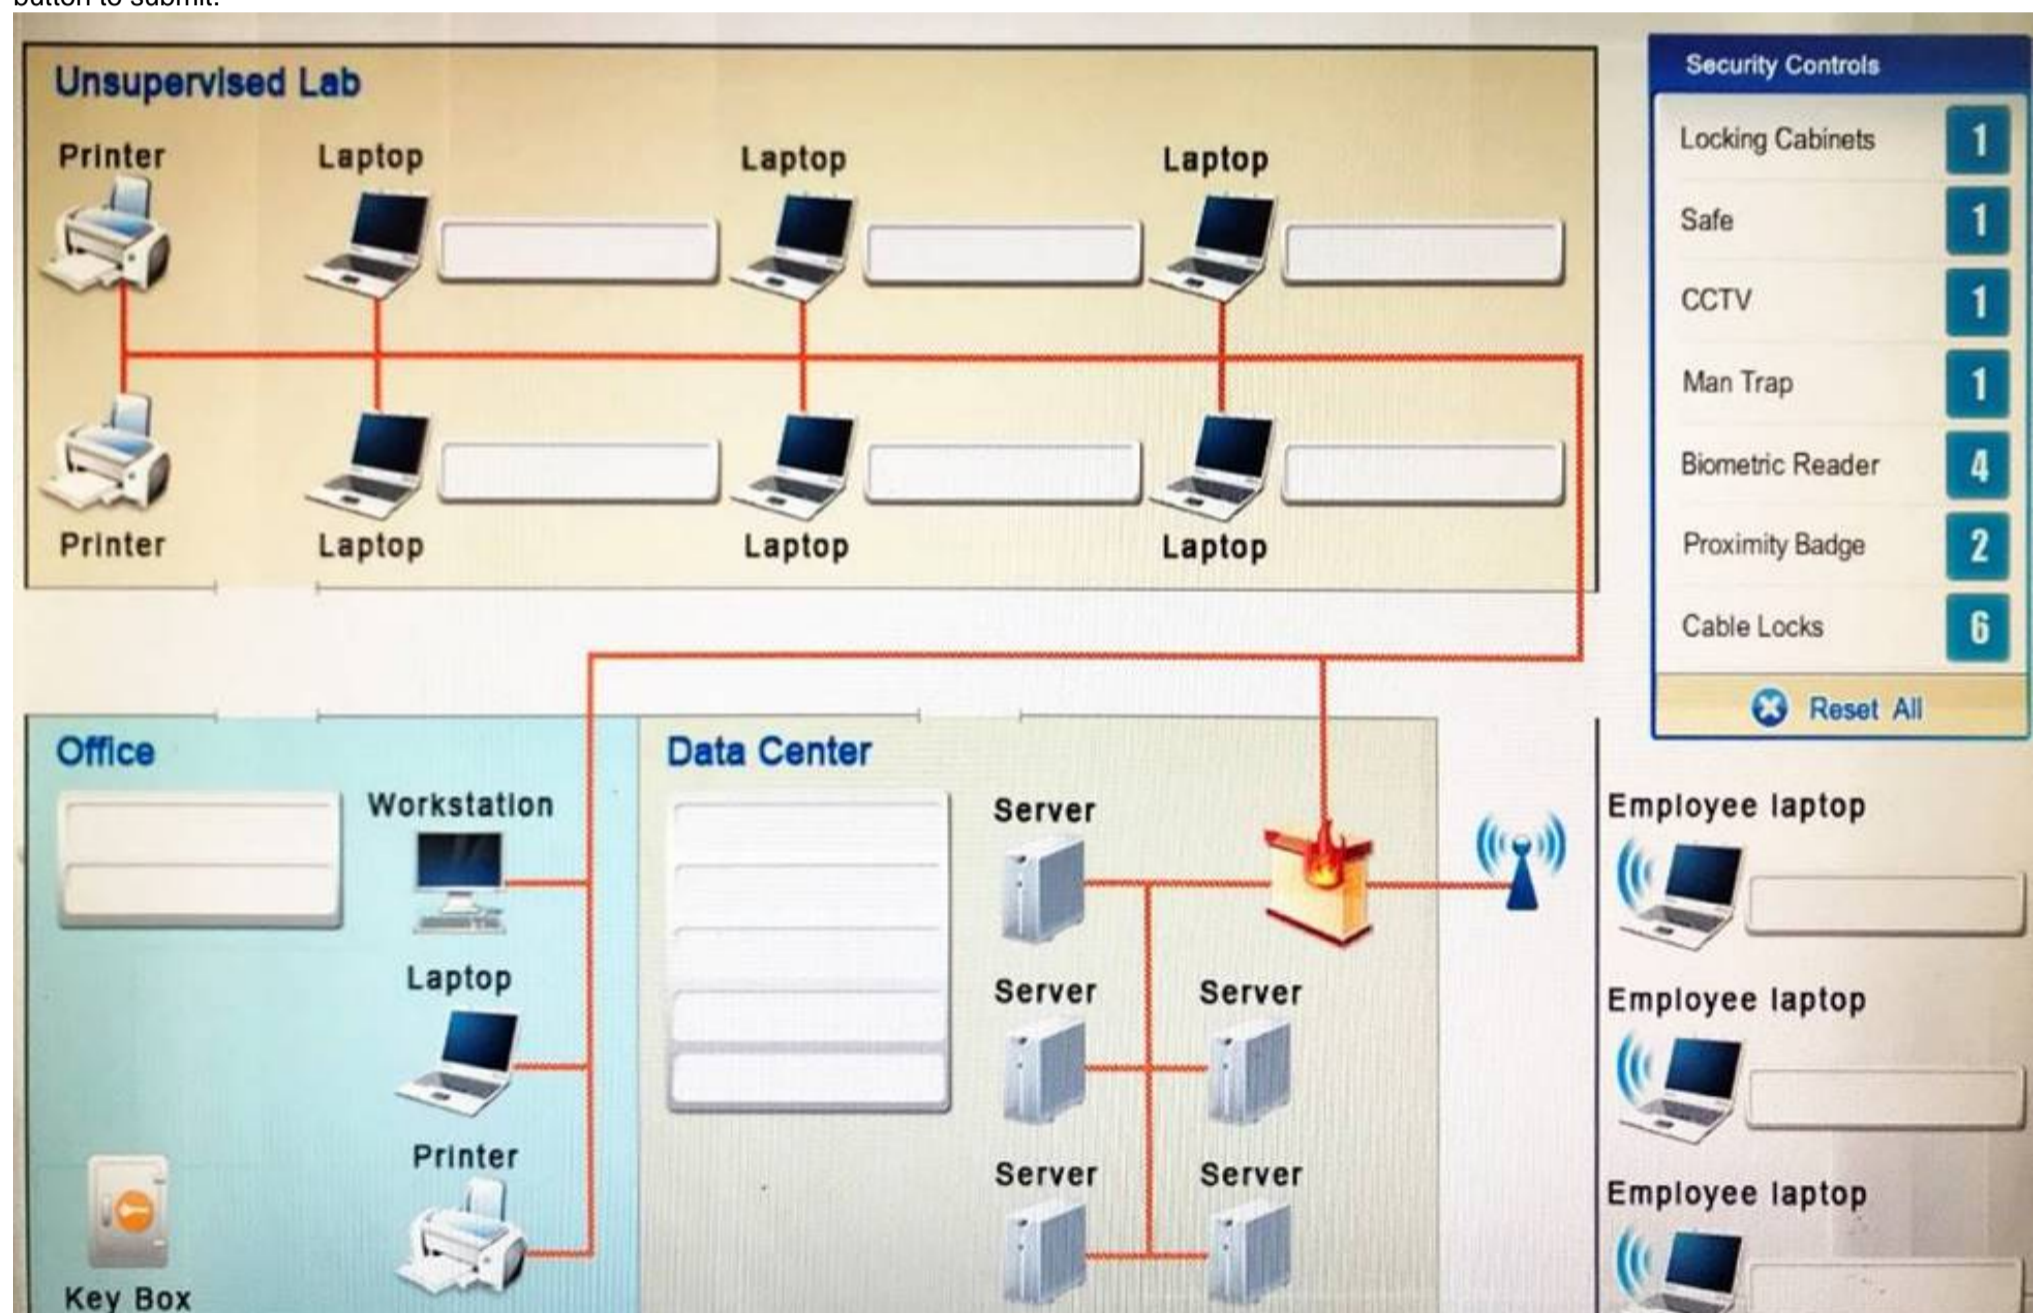 button to submit.
Unsupervised Lab
Printer
Laptop
Laptop
Laptop
Printer
Laptop
Laptop
Laptop
Security Controls
Locking Cabinets 1
Safe 1
CCTV 1
Man Trap 1
Biometric Reader 4
Proximity Badge 2
Cable Locks 6
Reset All
Office
Workstation
Laptop
Printer
Key Box
Data Center
Server
Server
Server
Server
Server
Employee laptop
Employee laptop
Employee laptop